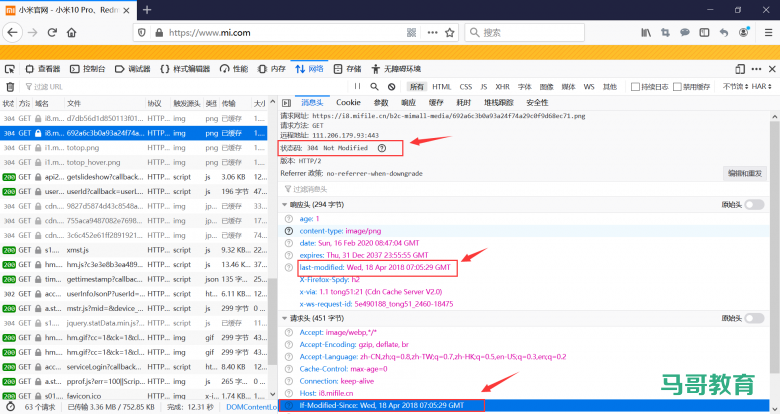 小米官网 - 小米10 Pro、Redm
https://www.mi.com
搜索
查看器 控制台 调试器 样式编辑器 性能 内存 网络 存储 无障碍环境
过滤 URL
所有 HTML CSS JS XHR 字体 图像 媒体 WS 其他 持续日志 禁用缓存 不节流 HAR
状态 方法 域名 文件 协议 触发源头 类型 传输 大小
消息头 Cookie 参数 响应 缓存 耗时 堆栈跟踪 安全性
304 GET i8.m... d7db56d1d850113f01... HTTP... img png 已缓存
304 GET i8.m... 692a6c3b0a93a24f74a... HTTP... img png 已缓存
304 GET i1.m... totop.png HTTP... img png 已缓存
304 GET i1.m... totop_hover.png HTTP... img png 已缓存
200 GET api2... getslideshow?callback=... HTTP... script js 3.06 KB
200 GET user... userId?callback=userI... HTTP... script js 196 字节
304 GET cdn.... 9827d5874d43c8548a... HTTP... img 已缓存
304 GET cdn.... 755aca9487082e7698... HTTP... img 已缓存
304 GET cdn.... 3c6c452e61ff2891921... HTTP... img 已缓存
200 GET s1.... xmst.js HTTP... script js 9.32 KB
200 GET hm.... hm.js?c3e3e8b3ea489... HTTP... script js 13.46 K...
200 GET tim... gettimestamp?callbac... HTTP... json 135 字...
302 GET acc... userInfoJsonP?userId=... HTTP... script ht... 6.11 KB
200 GET a.st... mstr.js?mid=&device_... HTTP... script js 299 字节
304 GET s1.... jquery.statData.min.js?... HTTP... script js 已缓存
200 GET hm.... hm.gif?cc=1&ck=1&cl... HTTP... img gif 299 字节
200 GET hm.... hm.gif?cc=1&ck=1&cl... HTTP... img gif 299 字节
200 GET acc... serviceLogin?callback=... HTTP... script js 1.40 KB
200 GET a.st... pprof.js?err=100||Scrip... HTTP... img js 265 字节
200 GET s01.... favicon.ico HTTP... img x-i... 1.74 KB
请求网址: https://i8.mifile.cn/b2c-mimall-media/692a6c3b0a93a24f74a29c0f9d68ec71.png
请求方法: GET
远程地址: 111.206.179.93:443
状态码: 304 Not Modified
版本: HTTP/2
Referrer 政策: no-referrer-when-downgrade
编辑和重发
过滤消息头
响应头 (294 字节)
原始头
age: 1
content-type: image/png
date: Sun, 16 Feb 2020 08:47:04 GMT
expires: Thu, 31 Dec 2037 23:55:55 GMT
last-modified: Wed, 18 Apr 2018 07:05:29 GMT
X-Firefox-Spdy: h2
x-via: 1.1 tong51:21 (Cdn Cache Server V2.0)
x-ws-request-id: 5e490188_tong51_2460-18475
请求头 (451 字节)
原始头
Accept: image/webp,*/*
Accept-Encoding: gzip, deflate, br
Accept-Language: zh-CN,zh;q=0.8,zh-TW;q=0.7,zh-HK;q=0.5,en-US;q=0.3,en;q=0.2
Cache-Control: max-age=0
Connection: keep-alive
Host: i8.mifile.cn
If-Modified-Since: Wed, 18 Apr 2018 07:05:29 GMT
马哥教育
63 个请求 已传输 3.36 MB / 752.85 KB 完成: 12.31 秒 DOMContentLo